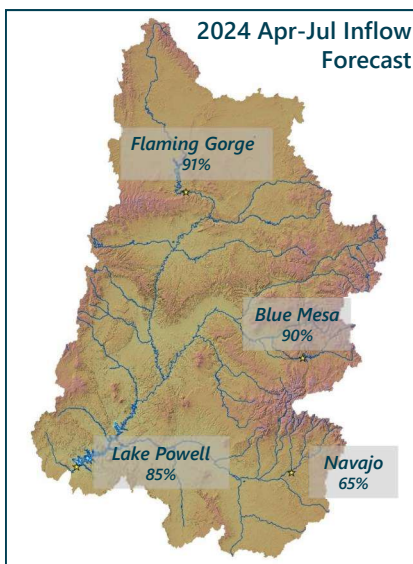 2024 Apr-Jul Inflow
Forecast
Flaming Gorge
91%
Blue Mesa
90%
Lake Powell
85%
Navajo
65%